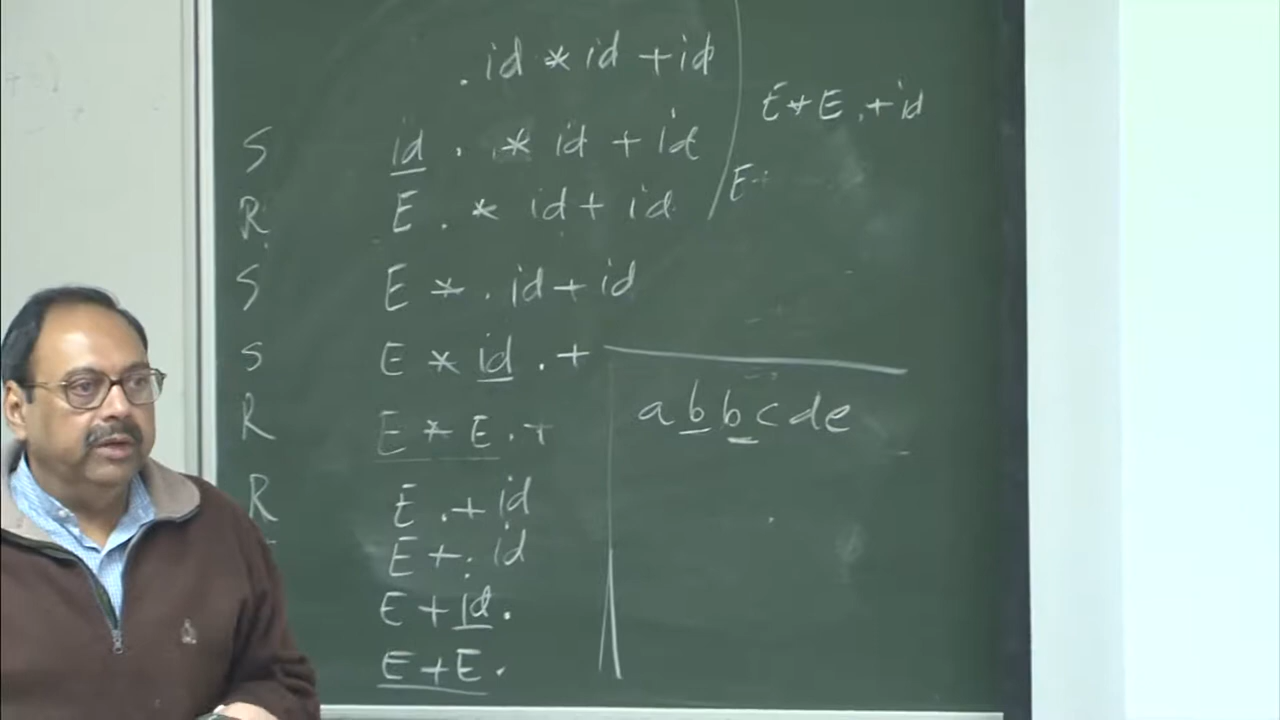 . id * id + id
S id . * id + id
R E . * id + id
S E * . id + id
S E * id . +
R E * E . +
R E . + id
E + . id
E + id .
E + E .
E * E . + id
E +
a b b c d e